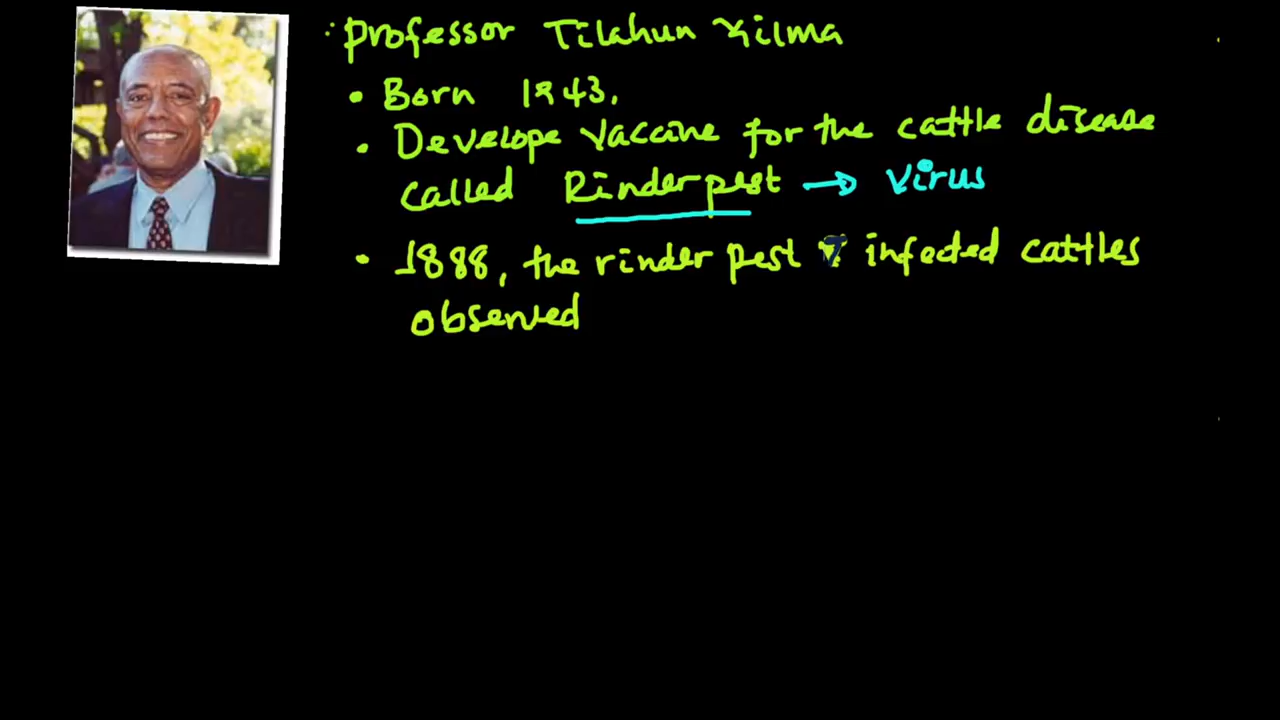 Professor Tilahun Yilma
• Born 1943.
• Develope Vaccine for the cattle disease
called Rinderpest → Virus
• 1888, the rinder pest infected cattles
observed